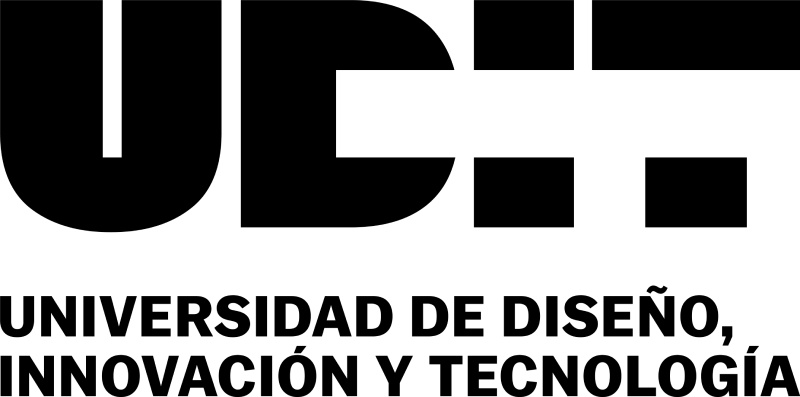 UDIT
UNIVERSIDAD DE DISEÑO,
INNOVACIÓN Y TECNOLOGÍA